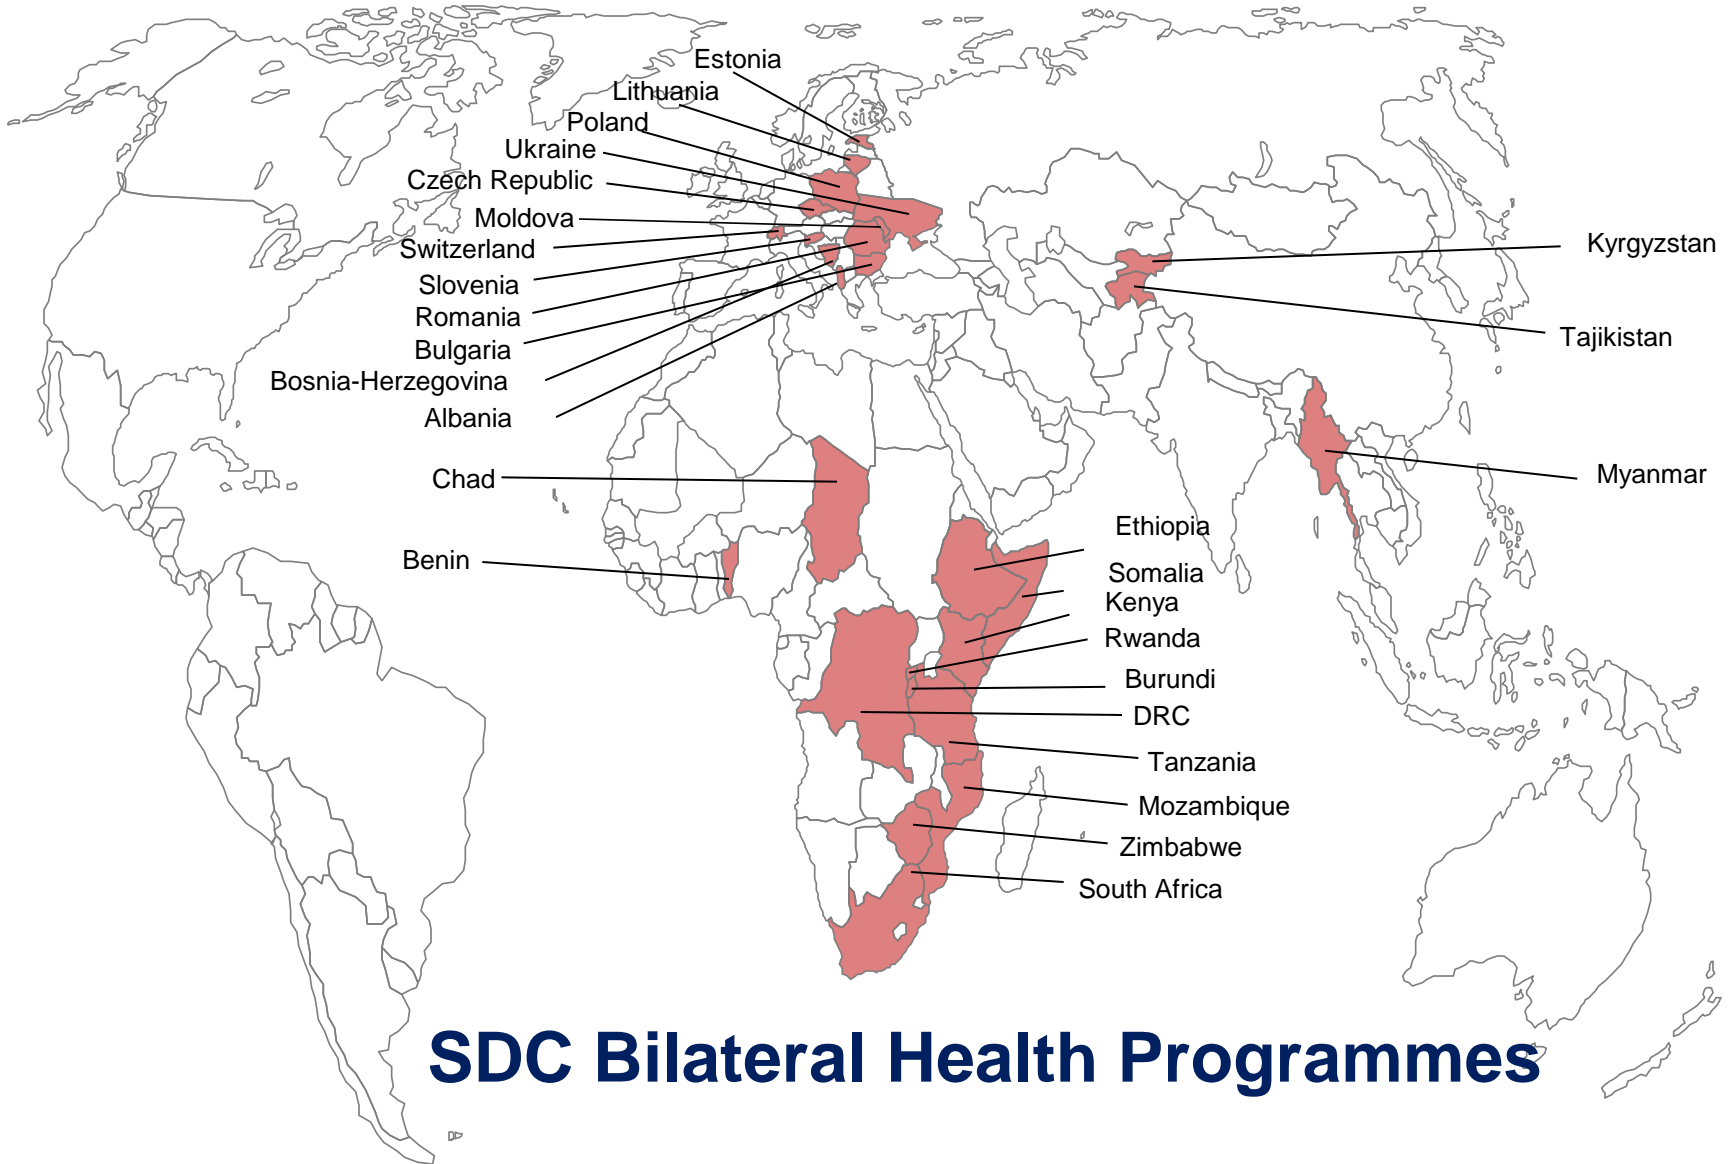 Estonia
Lithuania
Poland
Ukraine
Czech Republic
Moldova
Switzerland
Slovenia
Romania
Bulgaria
Bosnia-Herzegovina
Albania
Kyrgyzstan
Tajikistan
Chad
Myanmar
Benin
Ethiopia
Somalia
Kenya
Rwanda
Burundi
DRC
Tanzania
Mozambique
Zimbabwe
South Africa
SDC Bilateral Health Programmes